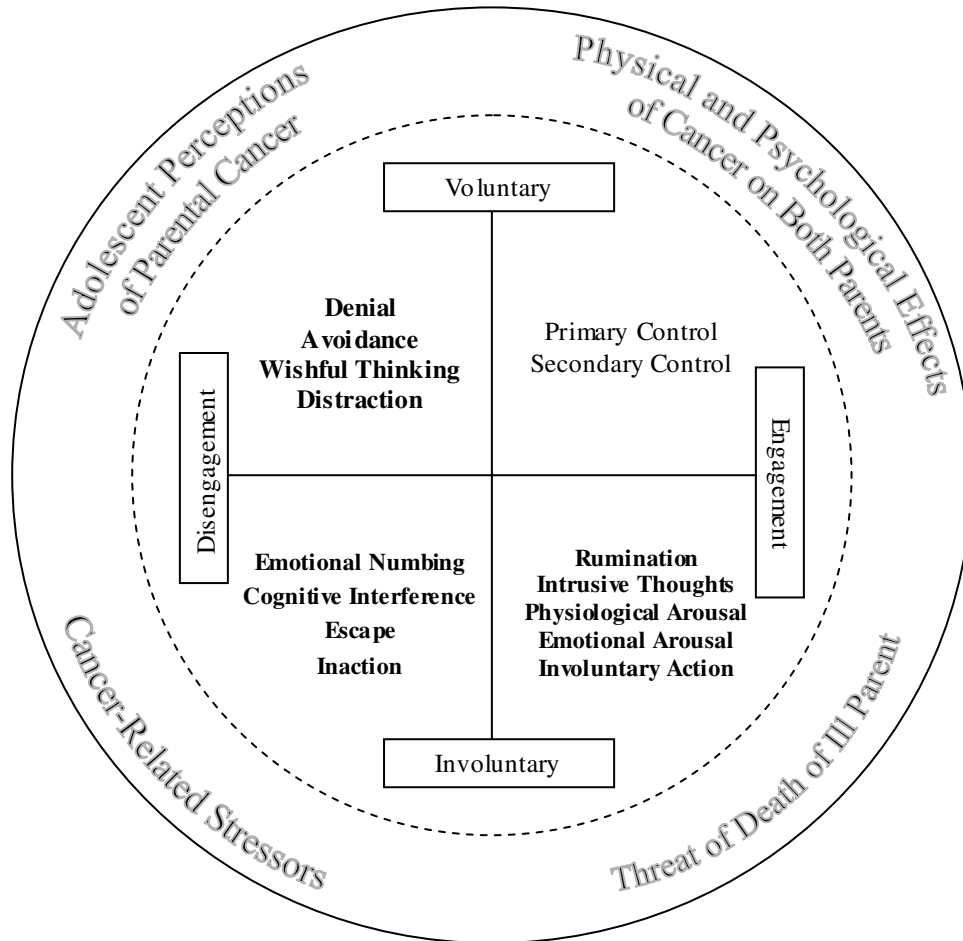 Adolescent Perceptions
of Parental Cancer
Physical and Psychological Effects
of Cancer on Both Parents
Voluntary
Denial
Avoidance
Wishful Thinking
Distraction
Primary Control
Secondary Control
Disengagement
Engagement
Emotional Numbing
Cognitive Interference
Escape
Inaction
Rumination
Intrusive Thoughts
Physiological Arousal
Emotional Arousal
Involuntary Action
Involuntary
Cancer-Related Stressors
Threat of Death of Ill Parent